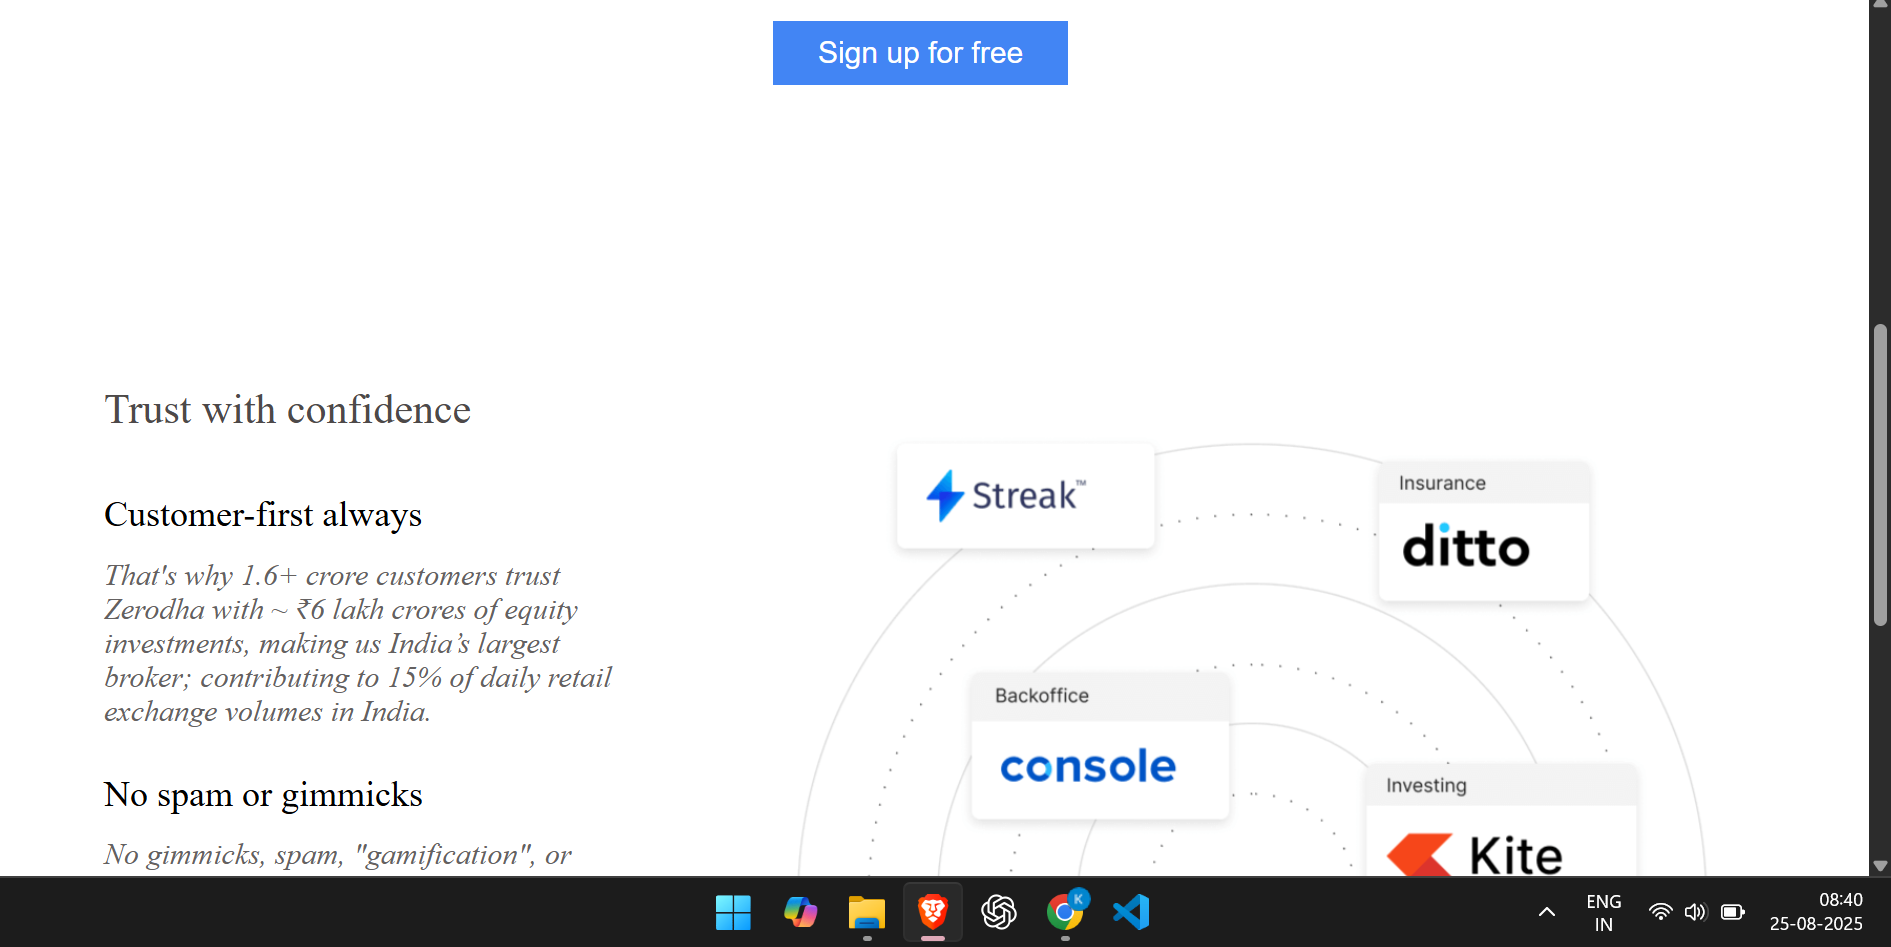 Sign up for free
Trust with confidence
Customer-first always
That's why 1.6+ crore customers trust
Zerodha with ~ ₹6 lakh crores of equity
investments, making us India’s largest
broker; contributing to 15% of daily retail
exchange volumes in India.
No spam or gimmicks
No gimmicks, spam, "gamification", or
Streak™
Insurance
ditto
Backoffice
console
Investing
Kite
K
ENG
IN
08:40
25-08-2025